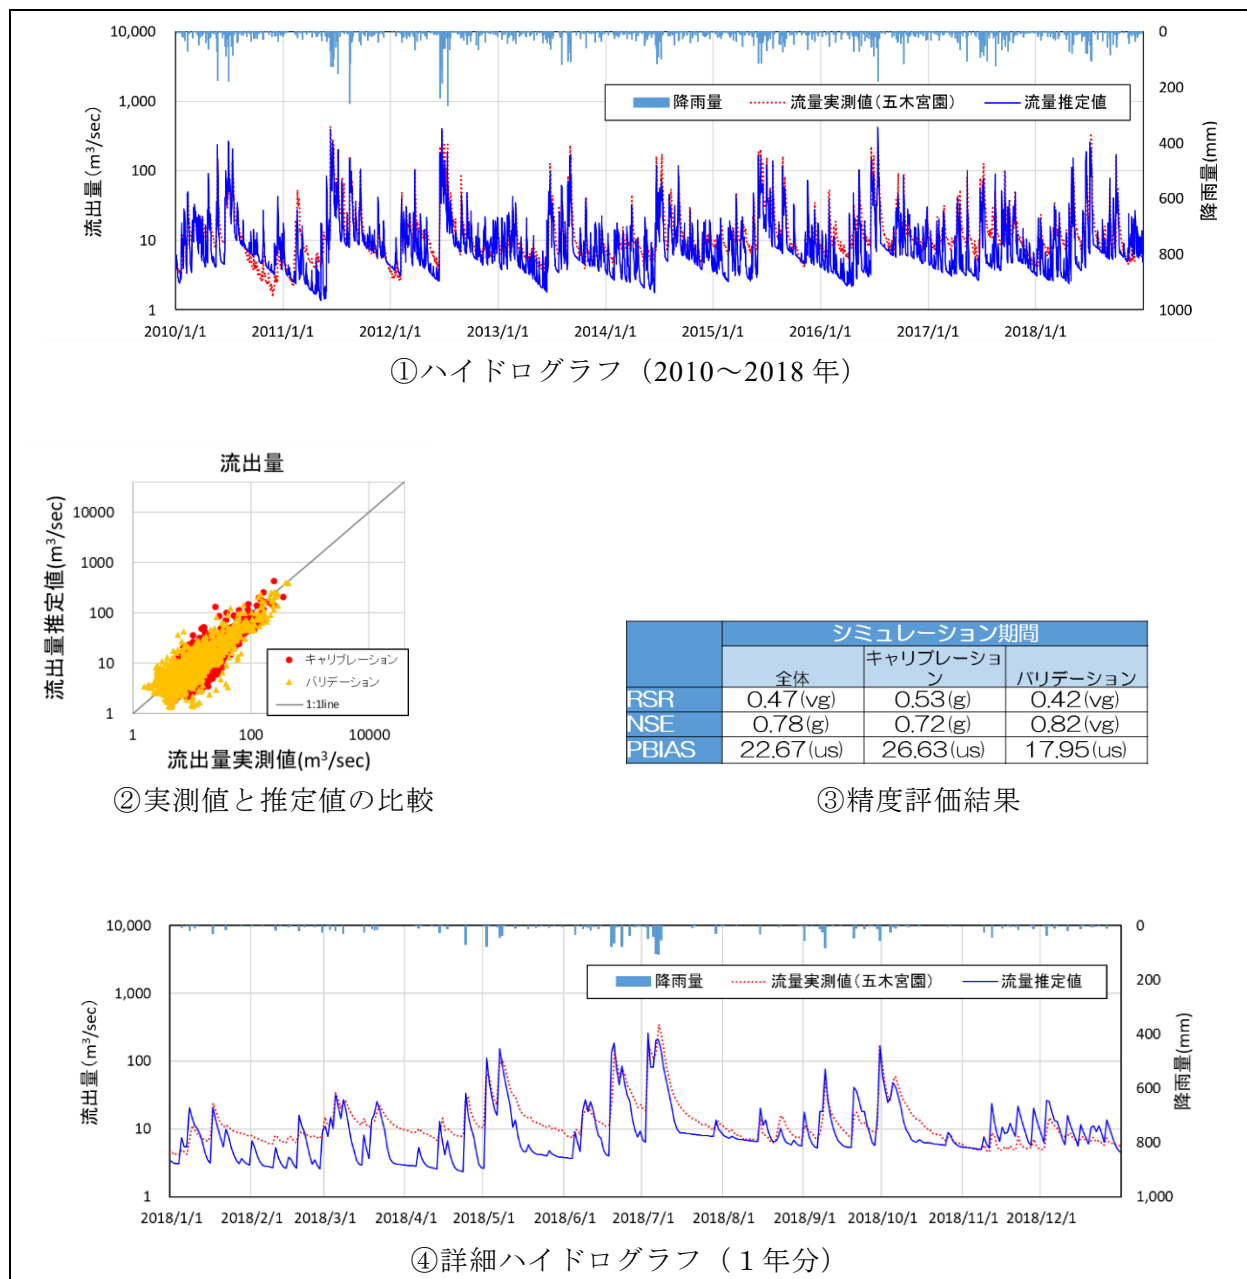 10,000
1,000
100
10
1
流出量(m³/sec)
0
200
400
600
800
1000
降雨量(mm)
降雨量 流量実測値(五木宮園) 流量推定値
2010/1/1 2011/1/1 2012/1/1 2013/1/1 2014/1/1 2015/1/1 2016/1/1 2017/1/1 2018/1/1
①ハイドログラフ（2010～2018 年）
流出量
流出量推定値(m³/sec)
10000
1000
100
10
1
キャリブレーション
バリデーション
1:1line
1 100 10000
流出量実測値(m³/sec)
②実測値と推定値の比較
シミュレーション期間
全体 キャリブレーション バリデーション
RSR 0.47(vg) 0.53(g) 0.42(vg)
NSE 0.78(g) 0.72(g) 0.82(vg)
PBIAS 22.67(us) 26.63(us) 17.95(us)
③精度評価結果
10,000
1,000
100
10
1
流出量(m³/sec)
0
200
400
600
800
1,000
降雨量(mm)
降雨量 流量実測値(五木宮園) 流量推定値
2018/1/1 2018/2/1 2018/3/1 2018/4/1 2018/5/1 2018/6/1 2018/7/1 2018/8/1 2018/9/1 2018/10/1 2018/11/1 2018/12/1
④詳細ハイドログラフ（１年分）